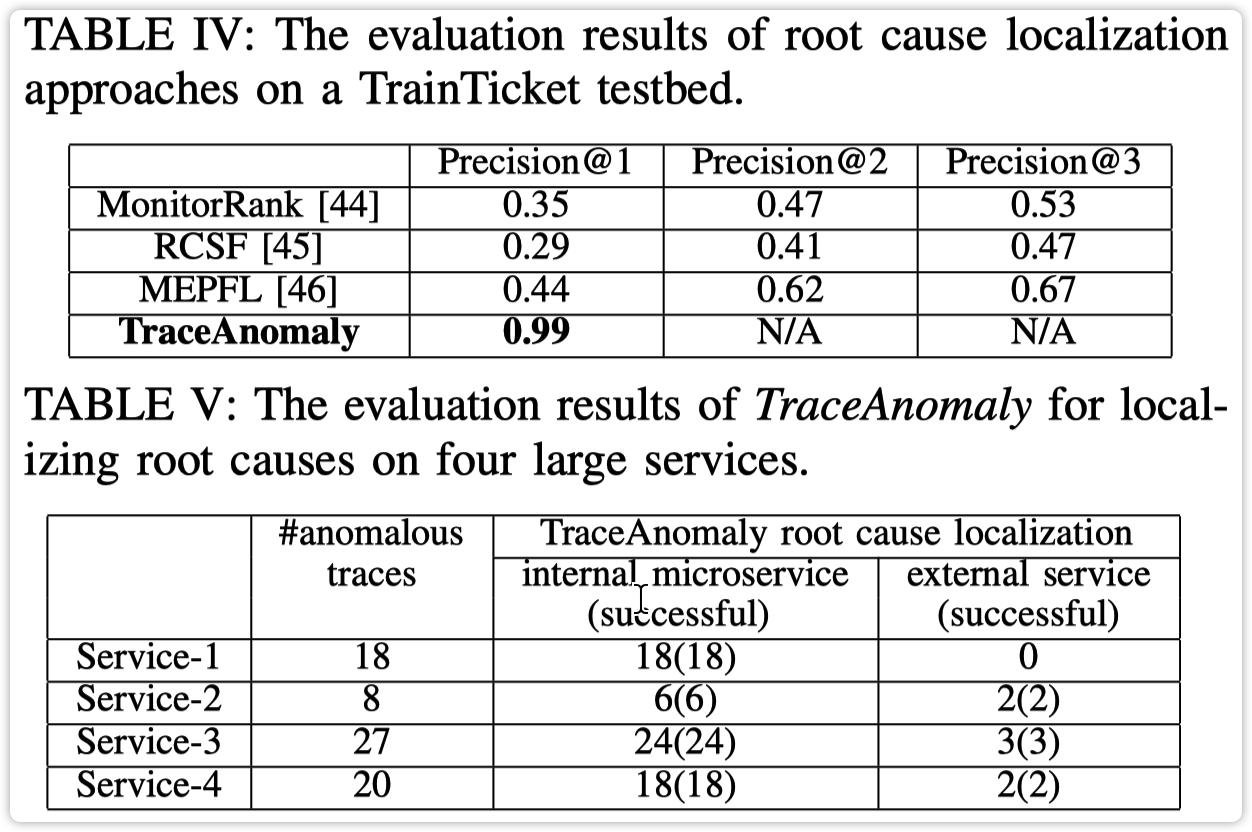 TABLE IV: The evaluation results of root cause localization
approaches on a TrainTicket testbed.
Precision@1 Precision@2 Precision@3
MonitorRank [44] 0.35 0.47 0.53
RCSF [45] 0.29 0.41 0.47
MEPFL [46] 0.44 0.62 0.67
TraceAnomaly 0.99 N/A N/A
TABLE V: The evaluation results of TraceAnomaly for local-
izing root causes on four large services.
#anomalous TraceAnomaly root cause localization
traces internal microservice external service
(successful) (successful)
Service-1 18 18(18) 0
Service-2 8 6(6) 2(2)
Service-3 27 24(24) 3(3)
Service-4 20 18(18) 2(2)